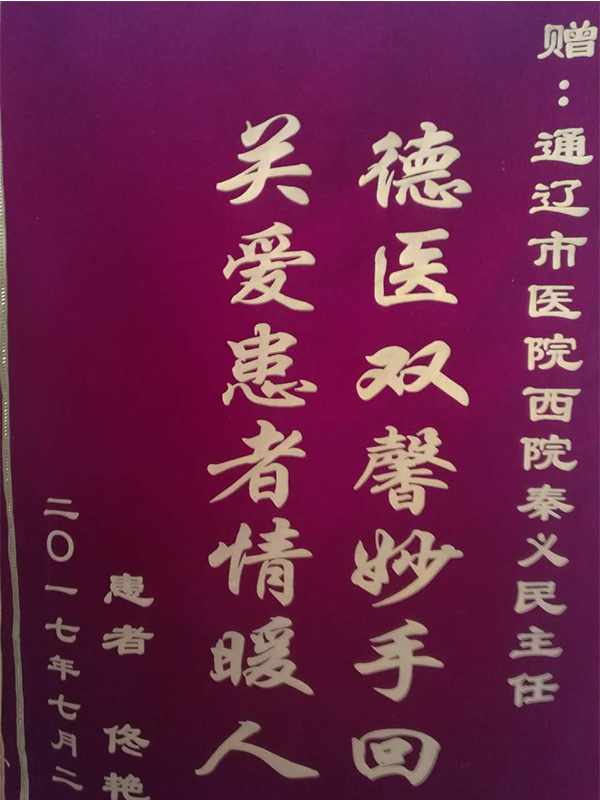 赠：通辽市医院西院秦义民主任
德医双馨妙手回
关爱患者情暖人
患者 佟艳
二〇一七年七月二